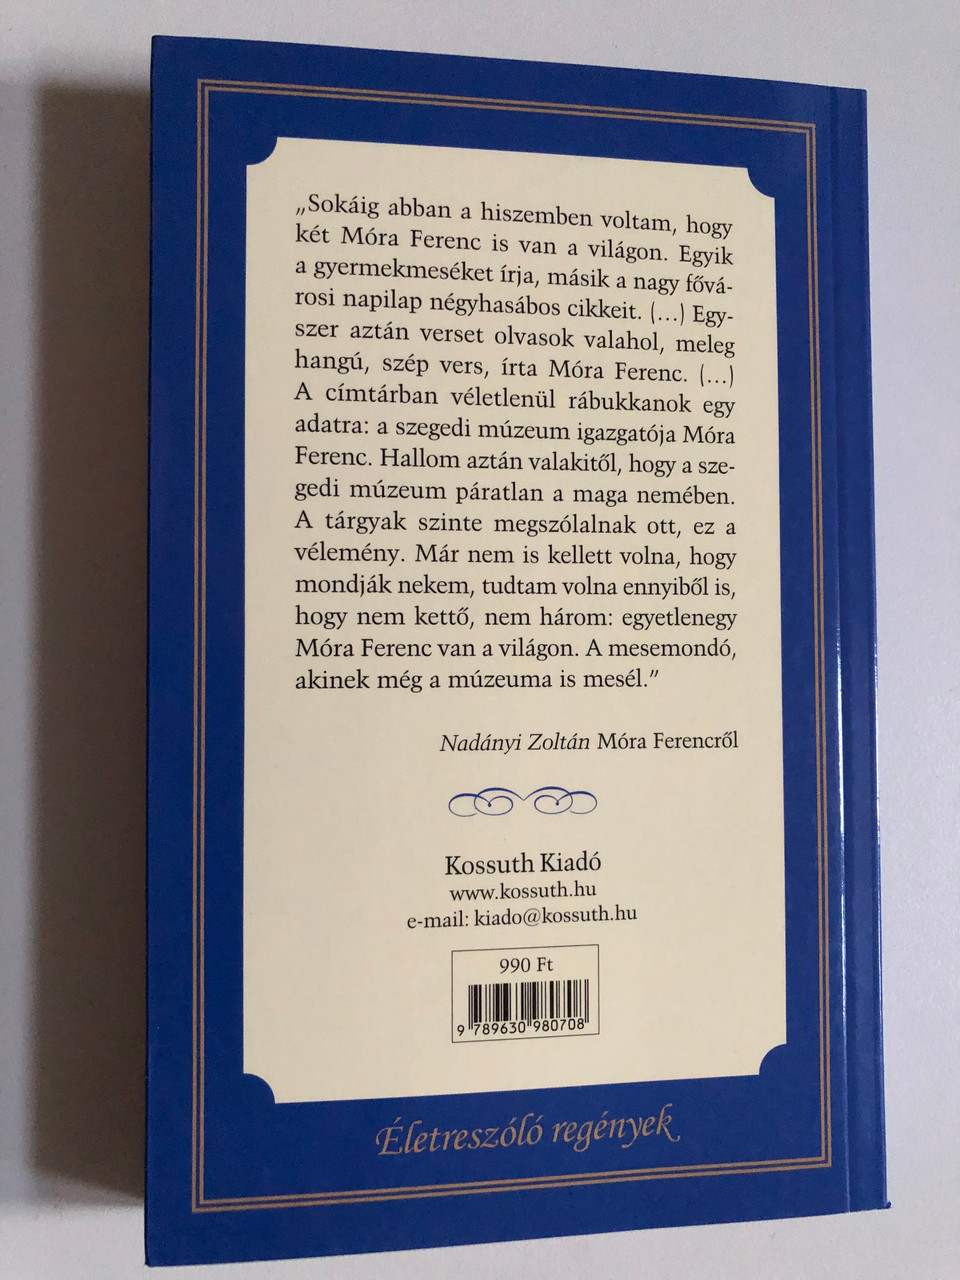 „Sokáig abban a hiszemben voltam, hogy
két Móra Ferenc is van a világon. Egyik
a gyermekmeséket írja, másik a nagy fővá-
rosi napilap négyhasábos cikkeit. (...) Egy-
szer aztán verset olvasok valahol, meleg
hangú, szép vers, írta Móra Ferenc. (...)
A címtárban véletlenül rábukkanok egy
adatra: a szegedi múzeum igazgatója Móra
Ferenc. Hallom aztán valakitől, hogy a sze-
gedi múzeum páratlan a maga nemében.
A tárgyak szinte megszólalnak ott, ez a
vélemény. Már nem is kellett volna, hogy
mondják nekem, tudtam volna ennyiből is,
hogy nem kettő, nem három: egyetlenegy
Móra Ferenc van a világon. A mesemondó,
akinek még a múzeuma is mesél.”
Nadányi Zoltán Móra Ferencről
Kossuth Kiadó
www.kossuth.hu
e-mail: kiado@kossuth.hu
990 Ft
9 789630 980708
Életreszóló regények